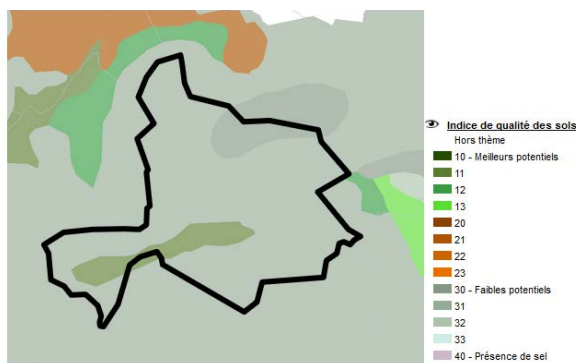 Indice de qualité des sols
Hors thème
10 - Meilleurs potentiels
11
12
13
20
21
22
23
30 - Faibles potentiels
31
32
33
40 - Présence de sel